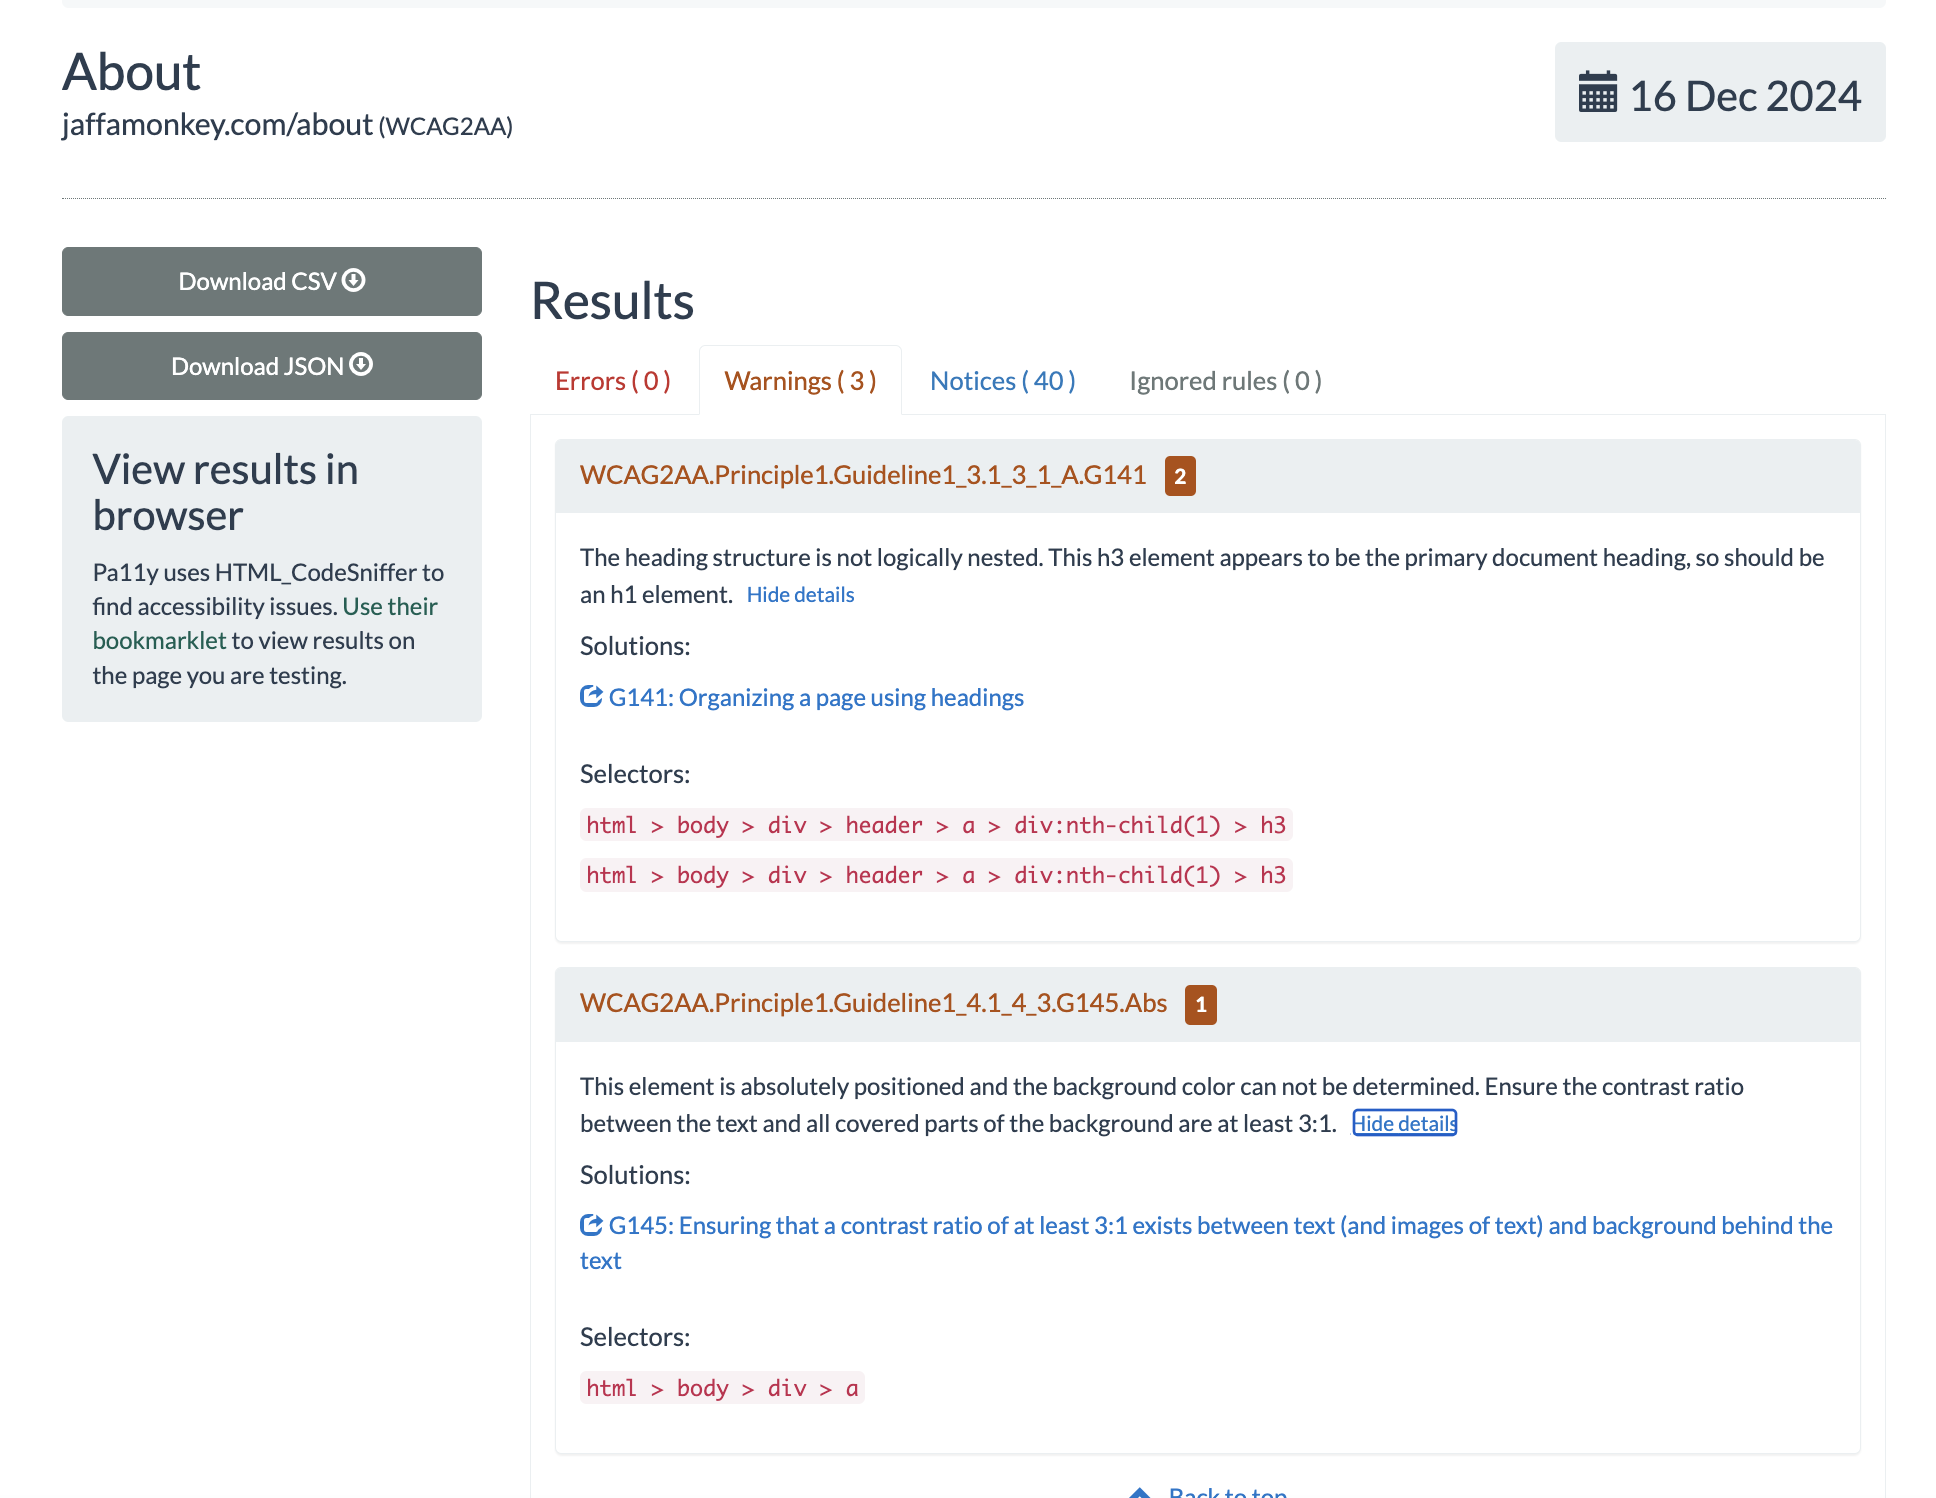 About
jaffamonkey.com/about (WCAG2AA)
16 Dec 2024
Download CSV
Download JSON
View results in
browser
Pa11y uses HTML_CodeSniffer to
find accessibility issues. Use their
bookmarklet to view results on
the page you are testing.
Results
Errors ( 0 )
Warnings ( 3 )
Notices ( 40 )
Ignored rules ( 0 )
WCAG2AA.Principle1.Guideline1_3.1_3_1_A.G141 2
The heading structure is not logically nested. This h3 element appears to be the primary document heading, so should be
an h1 element. Hide details
Solutions:
G141: Organizing a page using headings
Selectors:
html > body > div > header > a > div:nth-child(1) > h3
html > body > div > header > a > div:nth-child(1) > h3
WCAG2AA.Principle1.Guideline1_4.1_4_3.G145.Abs 1
This element is absolutely positioned and the background color can not be determined. Ensure the contrast ratio
between the text and all covered parts of the background are at least 3:1. Hide details
Solutions:
G145: Ensuring that a contrast ratio of at least 3:1 exists between text (and images of text) and background behind the
text
Selectors:
html > body > div > a
Back to top